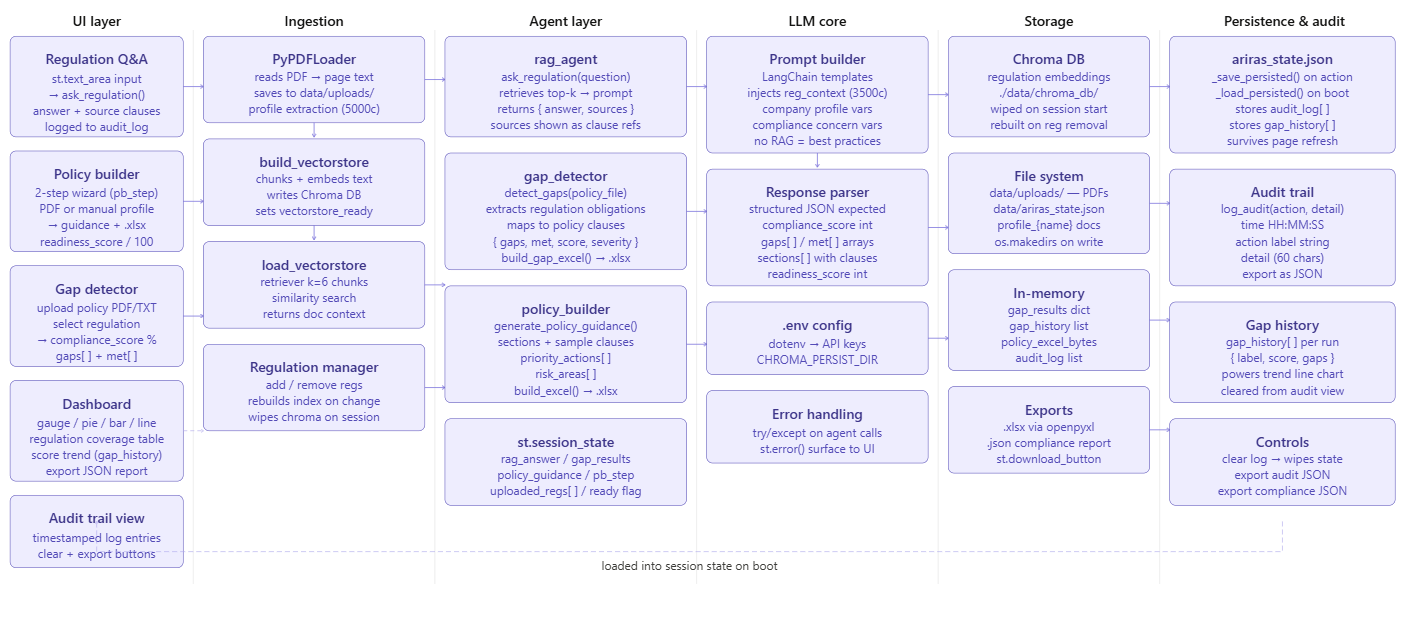 UI layer
Regulation Q&A
st.text_area input
→ ask_regulation()
answer + source clauses
logged to audit_log
Policy builder
2-step wizard (pb_step)
PDF or manual profile
→ guidance + .xlsx
readiness_score / 100
Gap detector
upload policy PDF/TXT
select regulation
→ compliance_score %
gaps[ ] + met[ ]
Dashboard
gauge / pie / bar / line
regulation coverage table
score trend (gap_history)
export JSON report
Audit trail view
timestamped log entries
clear + export buttons
Ingestion
PyPDFLoader
reads PDF → page text
saves to data/uploads/
profile extraction (5000c)
build_vectorstore
chunks + embeds text
writes Chroma DB
sets vectorstore_ready
load_vectorstore
retriever k=6 chunks
similarity search
returns doc context
Regulation manager
add / remove regs
rebuilds index on change
wipes chroma on session
Agent layer
rag_agent
ask_regulation(question)
retrieves top-k → prompt
returns { answer, sources }
sources shown as clause refs
gap_detector
detect_gaps(policy_file)
extracts regulation obligations
maps to policy clauses
{ gaps, met, score, severity }
build_gap_excel() → .xlsx
policy_builder
generate_policy_guidance()
sections + sample clauses
priority_actions[ ]
risk_areas[ ]
build_excel() → .xlsx
st.session_state
rag_answer / gap_results
policy_guidance / pb_step
uploaded_regs[ ] / ready flag
LLM core
Prompt builder
LangChain templates
injects reg_context (3500c)
company profile vars
compliance concern vars
no RAG = best practices
Response parser
structured JSON expected
compliance_score int
gaps[ ] / met[ ] arrays
sections[ ] with clauses
readiness_score int
.env config
dotenv → API keys
CHROMA_PERSIST_DIR
Error handling
try/except on agent calls
st.error() surface to UI
Storage
Chroma DB
regulation embeddings
./data/chroma_db/
wiped on session start
rebuilt on reg removal
File system
data/uploads/ — PDFs
data/ariras_state.json
profile_{name} docs
os.makedirs on write
In-memory
gap_results dict
gap_history list
policy_excel_bytes
audit_log list
Exports
.xlsx via openpyxl
.json compliance report
st.download_button
Persistence & audit
ariras_state.json
_save_persisted() on action
_load_persisted() on boot
stores audit_log[ ]
stores gap_history[ ]
survives page refresh
Audit trail
log_audit(action, detail)
time HH:MM:SS
action label string
detail (60 chars)
export as JSON
Gap history
gap_history[ ] per run
{ label, score, gaps }
powers trend line chart
cleared from audit view
Controls
clear log → wipes state
export audit JSON
export compliance JSON
loaded into session state on boot